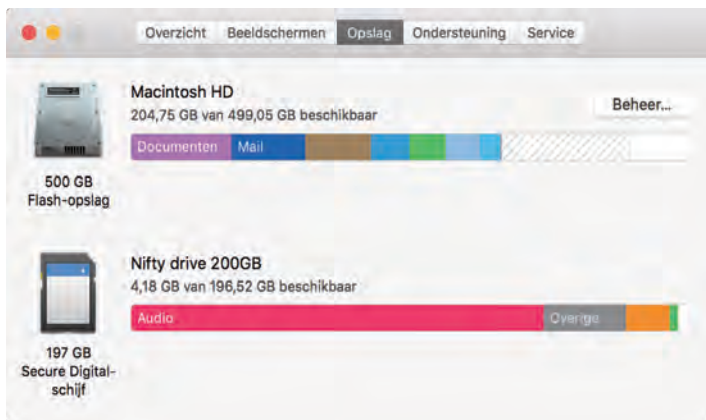 Overzicht Beeldschermen Opslag Ondersteuning Service
Macintosh HD
204,75 GB van 499,05 GB beschikbaar
Beheer...
Documenten Mail
500 GB
Flash-opslag
Nifty drive 200GB
4,18 GB van 196,52 GB beschikbaar
Audio Overige
197 GB
Secure Digital-
schijf